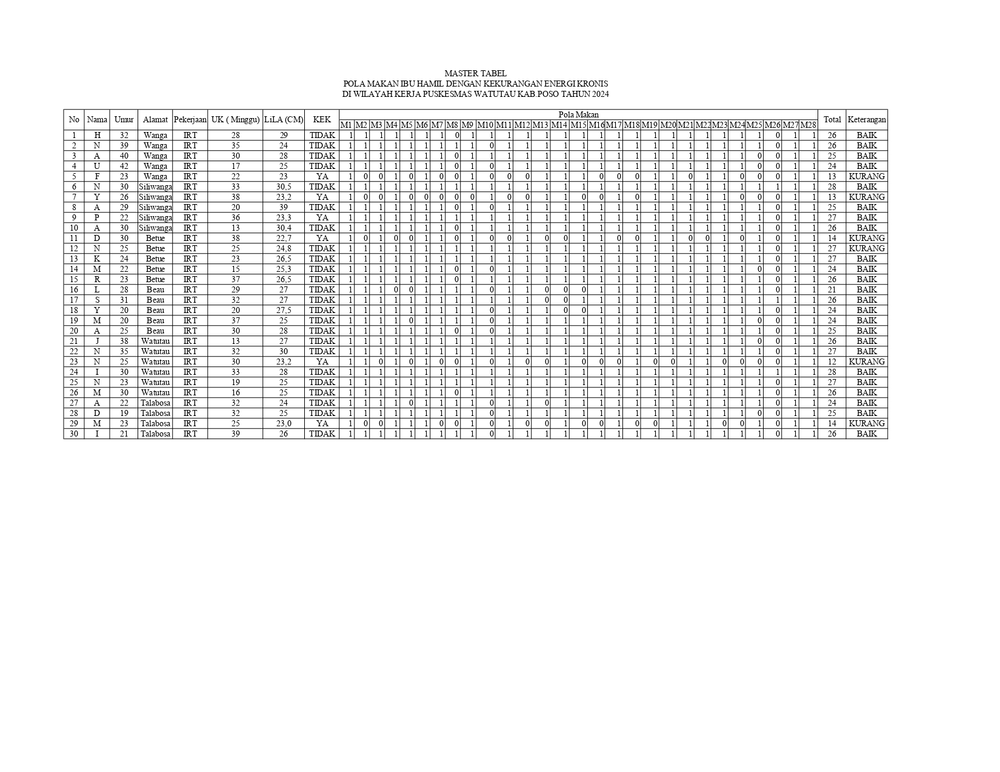 MASTER TABEL
POLA MAKAN IBU HAMIL DENGAN KEKURANGAN ENERGI KRONIS
DI WILAYAH KERJA PUSKESMAS WATUTAU KAB.POSO TAHUN 2024
No Nama Umur Alamat Pekerjaan UK ( Minggu) LiLA (CM) KEK Pola Makan Total Keterangan
M1 M2 M3 M4 M5 M6 M7 M8 M9 M10 M11 M12 M13 M14 M15 M16 M17 M18 M19 M20 M21 M22 M23 M24 M25 M26 M27 M28
1 H 32 Wanga IRT 28 29 TIDAK 1 1 1 1 1 1 1 0 1 1 1 1 1 1 1 1 1 1 1 1 1 1 1 1 1 0 1 1 26 BAIK
2 N 39 Wanga IRT 35 24 TIDAK 1 1 1 1 1 1 1 1 1 0 1 1 1 1 1 1 1 1 1 1 1 1 1 1 1 0 1 1 26 BAIK
3 A 40 Wanga IRT 30 28 TIDAK 1 1 1 1 1 1 1 0 1 1 1 1 1 1 1 1 1 1 1 1 1 1 1 1 0 0 1 1 25 BAIK
4 U 42 Wanga IRT 17 25 TIDAK 1 1 1 1 1 1 1 0 1 0 1 1 1 1 1 1 1 1 1 1 1 1 1 1 0 0 1 1 24 BAIK
5 F 23 Wanga IRT 22 23 YA 1 0 0 1 0 1 0 0 1 0 0 0 1 1 1 0 0 0 1 1 0 1 1 0 0 0 1 1 13 KURANG
6 N 30 Siliwanga IRT 33 30,5 TIDAK 1 1 1 1 1 1 1 1 1 1 1 1 1 1 1 1 1 1 1 1 1 1 1 1 1 1 1 1 28 BAIK
7 Y 26 Siliwanga IRT 38 23,2 YA 1 0 0 1 0 0 0 0 0 1 0 0 1 1 0 0 1 0 1 1 1 1 1 0 0 0 1 1 13 KURANG
8 A 29 Siliwanga IRT 20 39 TIDAK 1 1 1 1 1 1 1 0 1 0 1 1 1 1 1 1 1 1 1 1 1 1 1 1 1 0 1 1 25 BAIK
9 P 22 Siliwanga IRT 36 23,3 YA 1 1 1 1 1 1 1 1 1 1 1 1 1 1 1 1 1 1 1 1 1 1 1 1 1 0 1 1 27 BAIK
10 A 30 Siliwanga IRT 13 30,4 TIDAK 1 1 1 1 1 1 1 0 1 1 1 1 1 1 1 1 1 1 1 1 1 1 1 1 1 0 1 1 26 BAIK
11 D 30 Betue IRT 38 22,7 YA 1 0 1 0 0 1 0 0 1 1 0 1 0 0 1 1 0 0 1 1 0 0 1 0 1 0 1 1 14 KURANG
12 N 25 Betue IRT 25 24,8 TIDAK 1 1 1 1 1 1 1 1 1 1 1 1 1 1 1 1 1 1 1 1 1 1 1 1 1 0 1 1 27 KURANG
13 K 24 Betue IRT 23 26,5 TIDAK 1 1 1 1 1 1 1 1 1 1 1 1 1 1 1 1 1 1 1 1 1 1 1 1 1 0 1 1 27 BAIK
14 M 22 Betue IRT 15 25,3 TIDAK 1 1 1 1 1 1 1 0 1 0 1 1 1 1 1 1 1 1 1 1 1 1 1 1 0 0 1 1 24 BAIK
15 R 23 Betue IRT 37 26,5 TIDAK 1 1 1 1 1 1 1 0 1 1 1 1 1 1 1 1 1 1 1 1 1 1 1 1 1 0 1 1 26 BAIK
16 L 28 Beau IRT 29 27 TIDAK 1 1 1 0 0 1 1 1 1 0 1 1 0 0 0 1 1 1 1 1 1 1 1 1 1 0 1 1 21 BAIK
17 S 31 Beau IRT 32 27 TIDAK 1 1 1 1 1 1 1 1 1 1 1 1 0 0 1 1 1 1 1 1 1 1 1 1 1 1 1 1 26 BAIK
18 Y 20 Beau IRT 20 27,5 TIDAK 1 1 1 1 1 1 1 1 1 0 1 1 1 0 0 1 1 1 1 1 1 1 1 1 1 0 1 1 24 BAIK
19 M 20 Beau IRT 37 25 TIDAK 1 1 1 1 0 1 1 1 1 0 1 1 1 1 1 1 1 1 1 1 1 1 1 1 0 0 1 1 24 BAIK
20 A 25 Beau IRT 30 28 TIDAK 1 1 1 1 1 1 1 0 1 0 1 1 1 1 1 1 1 1 1 1 1 1 1 1 1 0 1 1 25 BAIK
21 J 38 Watutau IRT 13 27 TIDAK 1 1 1 1 1 1 1 1 1 1 1 1 1 1 1 1 1 1 1 1 1 1 1 1 0 0 1 1 26 BAIK
22 N 35 Watutau IRT 32 30 TIDAK 1 1 1 1 1 1 1 1 1 1 1 1 1 1 1 1 1 1 1 1 1 1 1 1 1 0 1 1 27 BAIK
23 N 25 Watutau IRT 30 23,2 YA 1 1 0 1 0 1 0 0 1 0 1 0 0 1 0 0 0 1 0 0 1 1 0 0 0 0 1 1 12 KURANG
24 I 30 Watutau IRT 33 28 TIDAK 1 1 1 1 1 1 1 1 1 1 1 1 1 1 1 1 1 1 1 1 1 1 1 1 1 1 1 1 28 BAIK
25 N 23 Watutau IRT 19 25 TIDAK 1 1 1 1 1 1 1 1 1 1 1 1 1 1 1 1 1 1 1 1 1 1 1 1 1 0 1 1 27 BAIK
26 M 30 Watutau IRT 16 25 TIDAK 1 1 1 1 1 1 1 0 1 1 1 1 1 1 1 1 1 1 1 1 1 1 1 1 1 0 1 1 26 BAIK
27 A 22 Talabosa IRT 32 24 TIDAK 1 1 1 1 0 1 1 1 1 0 1 1 0 1 1 1 1 1 1 1 1 1 1 1 1 0 1 1 24 BAIK
28 D 19 Talabosa IRT 32 25 TIDAK 1 1 1 1 1 1 1 1 1 0 1 1 1 1 1 1 1 1 1 1 1 1 1 1 0 0 1 1 25 BAIK
29 M 23 Talabosa IRT 25 23,0 YA 1 0 0 1 1 1 0 0 1 0 1 0 0 1 0 0 1 0 0 1 1 1 0 0 1 0 1 1 14 KURANG
30 I 21 Talabosa IRT 39 26 TIDAK 1 1 1 1 1 1 1 1 1 0 1 1 1 1 1 1 1 1 1 1 1 1 1 1 1 0 1 1 26 BAIK